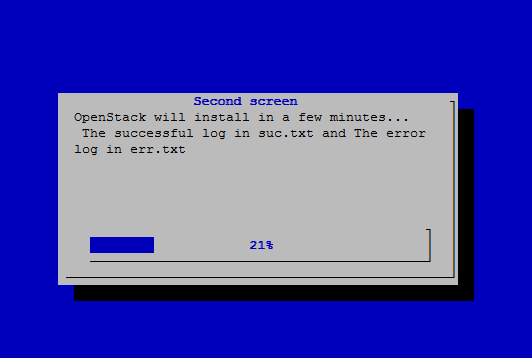 Second screen
OpenStack will install in a few minutes...
The successful log in suc.txt and The error
log in err.txt
21%